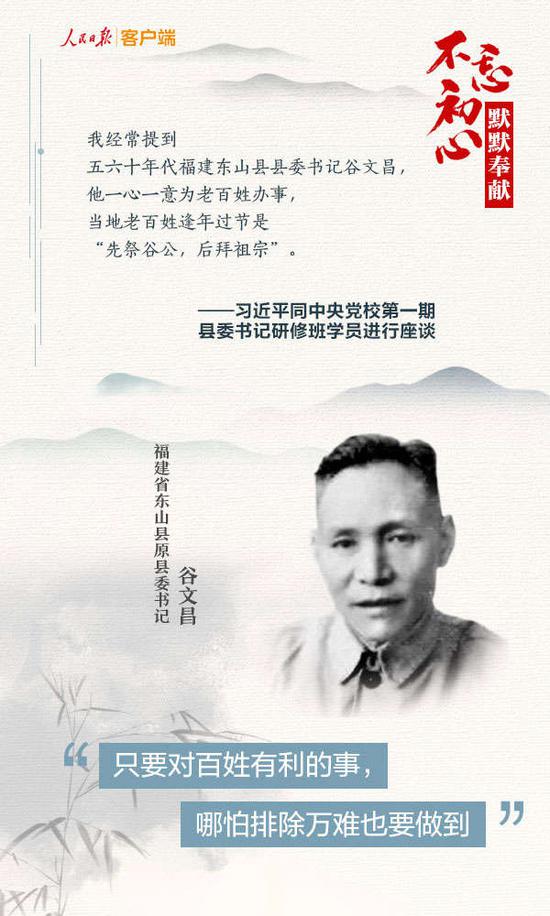 人民日报 客户端
不忘初心
默默奉献
我经常提到
五六十年代福建东山县县委书记谷文昌，
他一心一意为老百姓办事，
当地老百姓逢年过节是
“先祭谷公，后拜祖宗”。
——习近平同中央党校第一期
县委书记研修班学员进行座谈
福建省东山县原县委书记
谷文昌
“只要对百姓有利的事，
哪怕排除万难也要做到”